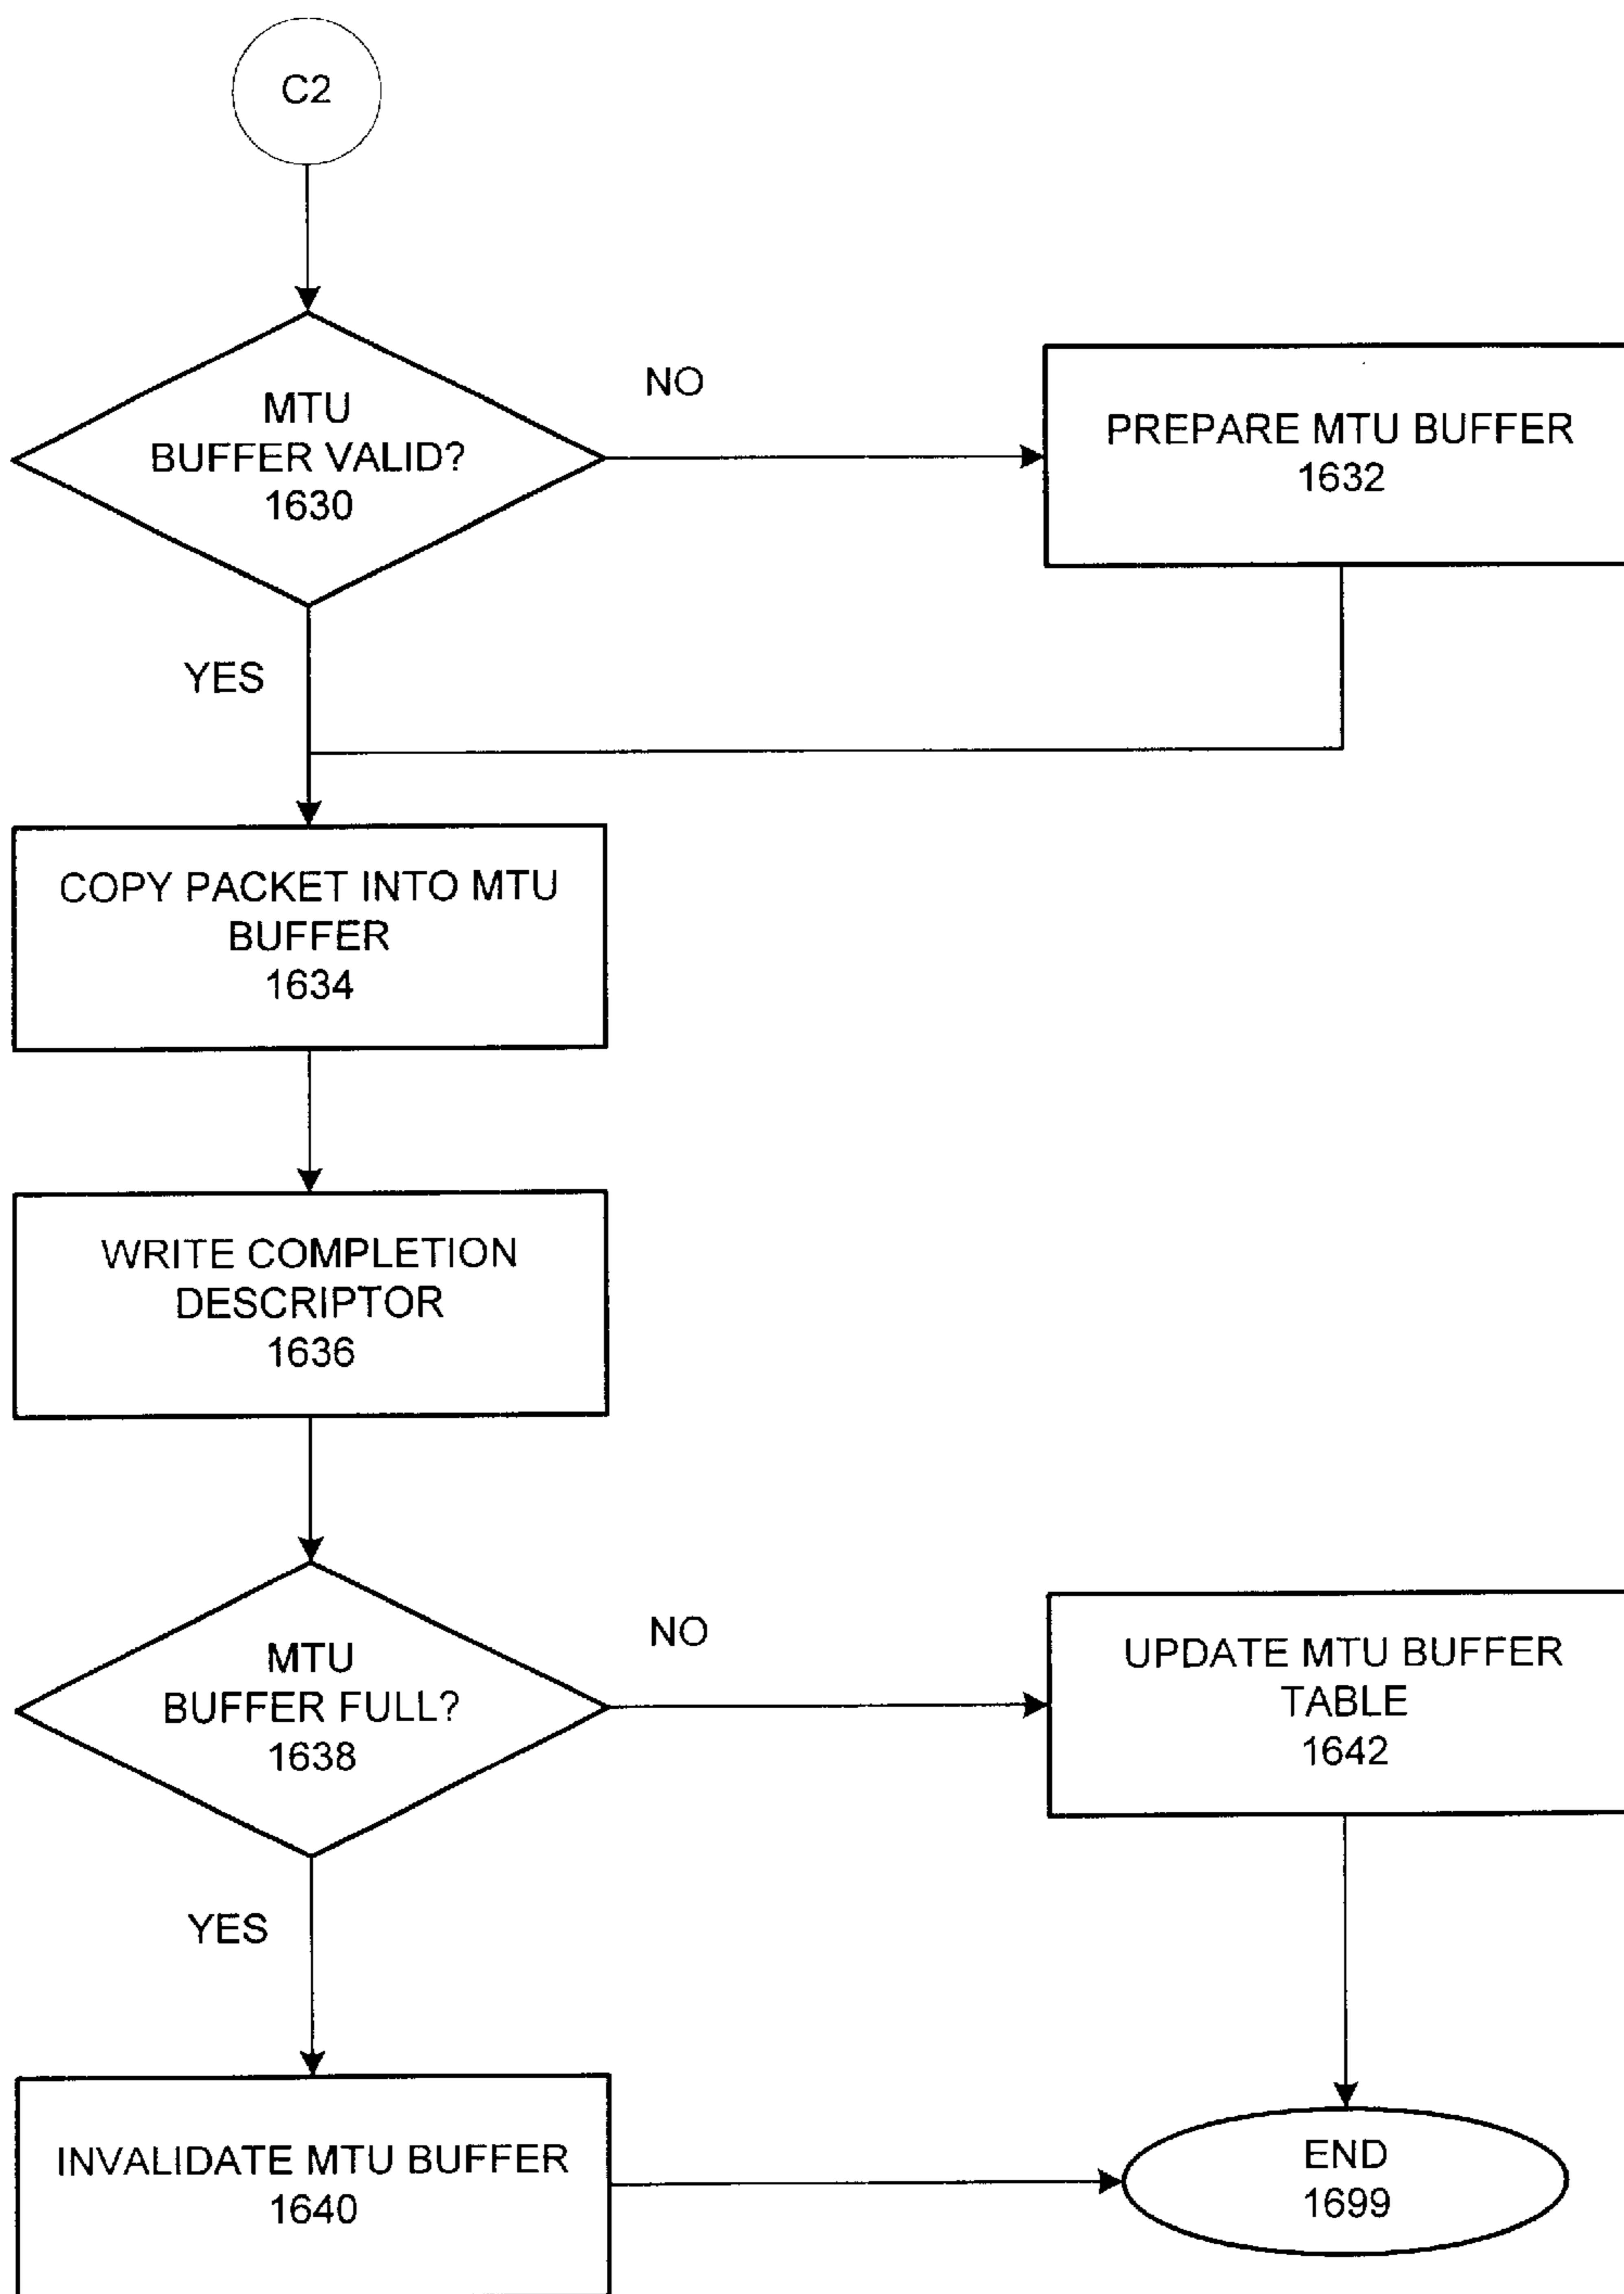 C2
MTU
BUFFER VALID?
1630
NO
PREPARE MTU BUFFER
1632
YES
COPY PACKET INTO MTU
BUFFER
1634
WRITE COMPLETION
DESCRIPTOR
1636
MTU
BUFFER FULL?
1638
NO
UPDATE MTU BUFFER
TABLE
1642
YES
INVALIDATE MTU BUFFER
1640
END
1699